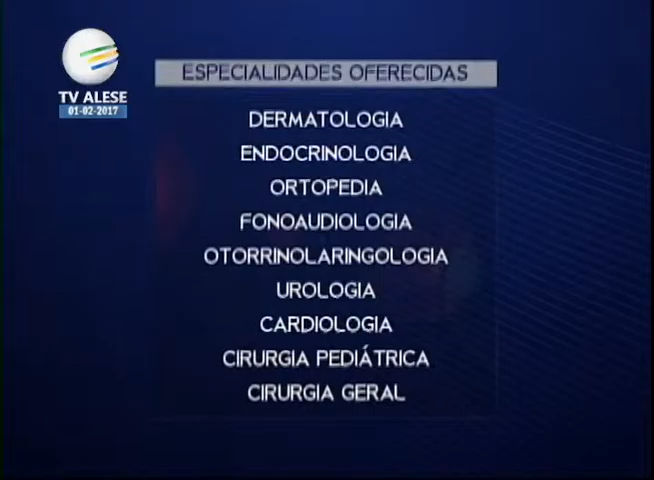 TV ALESE
01-02-2017
ESPECIALIDADES OFERECIDAS
DERMATOLOGIA
ENDOCRINOLOGIA
ORTOPEDIA
FONOAUDIOLOGIA
OTORRINOLARINGOLOGIA
UROLOGIA
CARDIOLOGIA
CIRURGIA PEDIÁTRICA
CIRURGIA GERAL